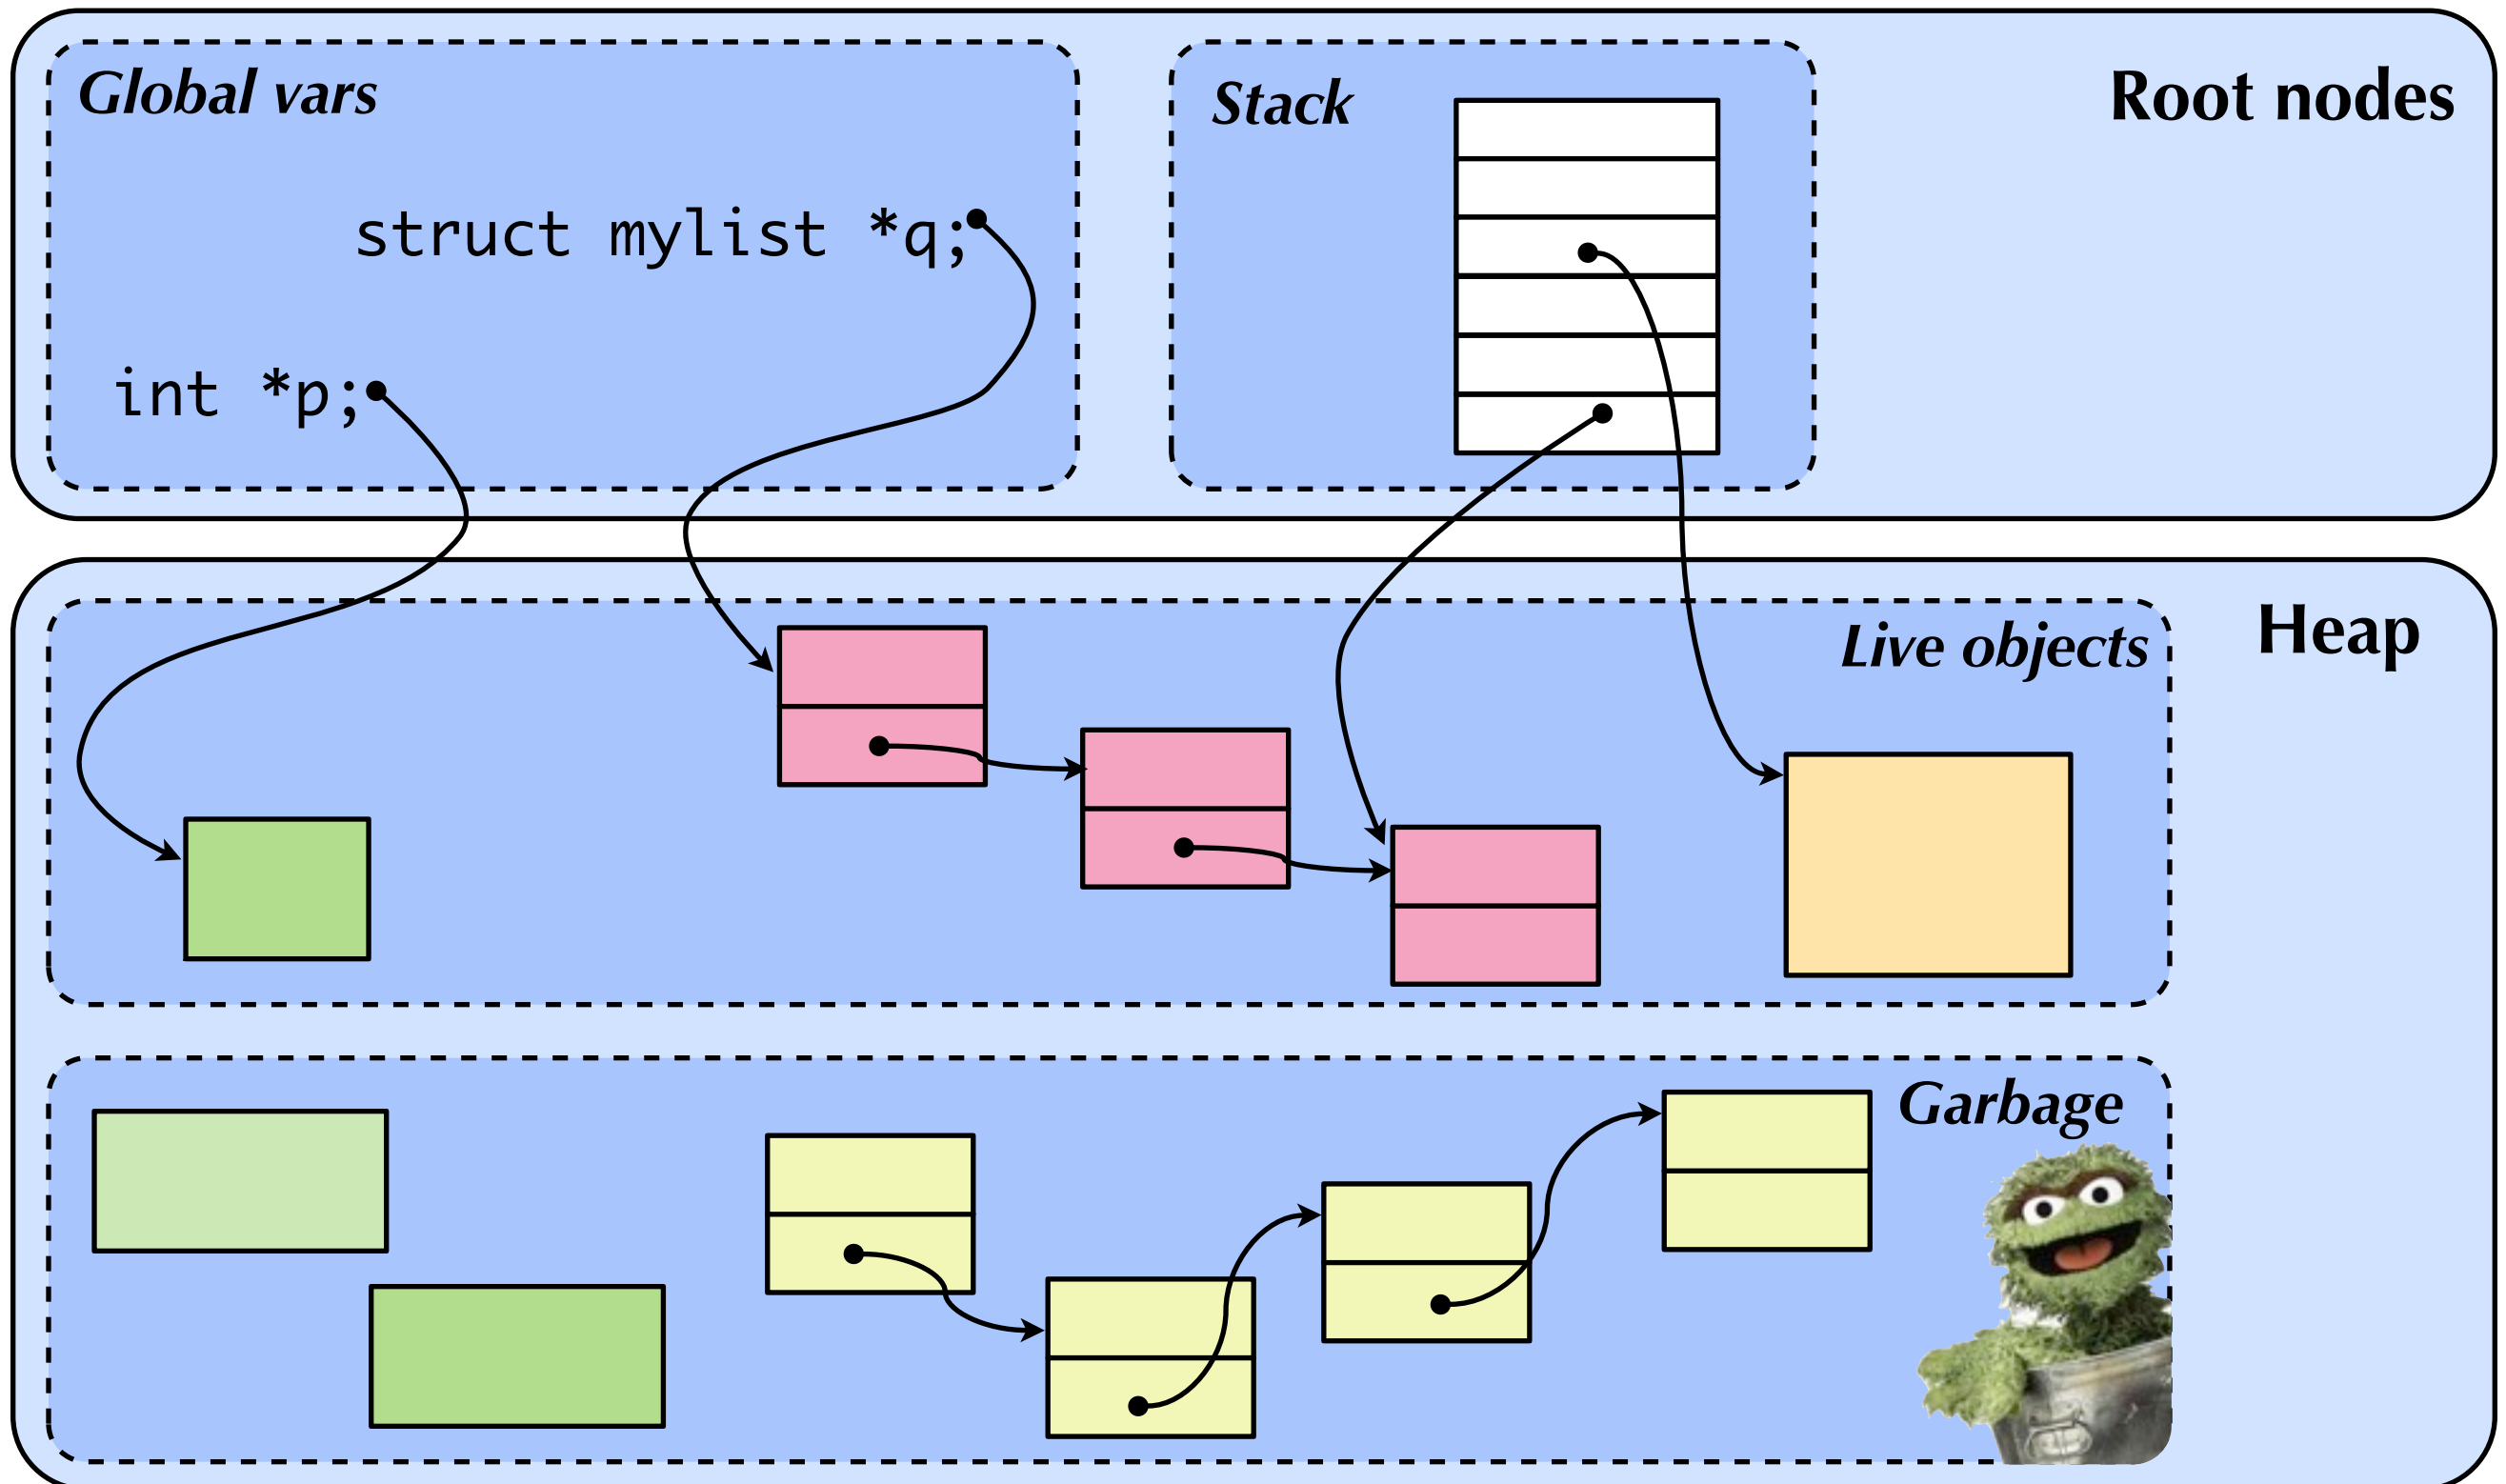 Global vars
Stack
Root nodes
struct mylist *q;
int *p;
Live objects
Heap
Garbage